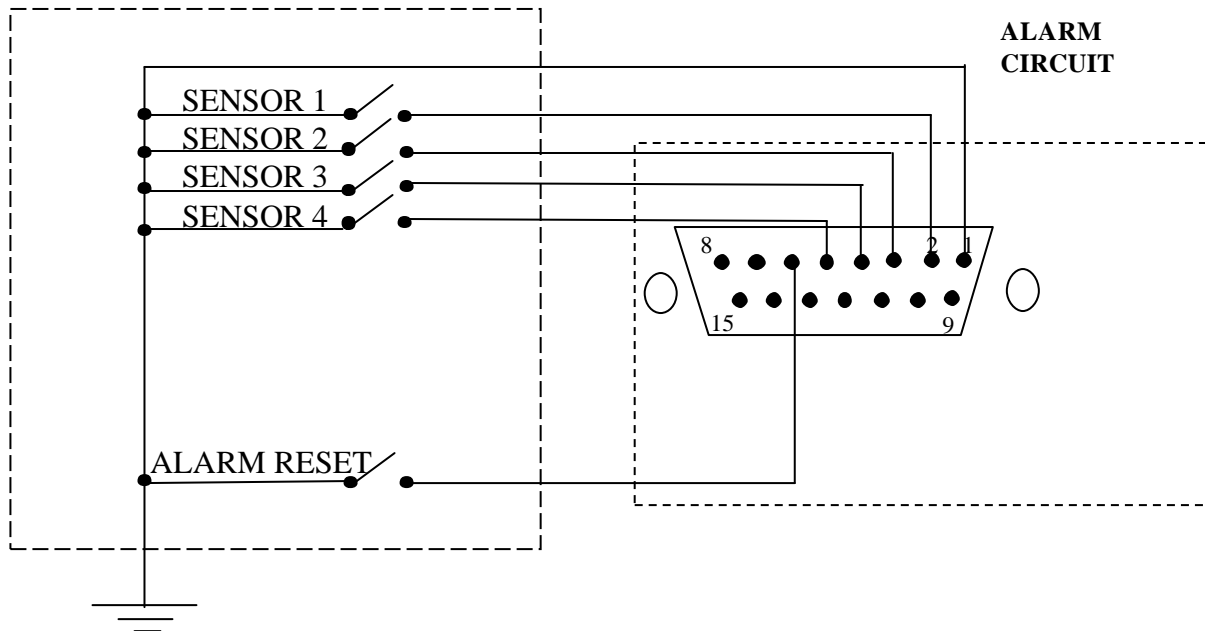 ALARM
CIRCUIT
SENSOR 1
SENSOR 2
SENSOR 3
SENSOR 4
8
2
1
15
9
ALARM RESET